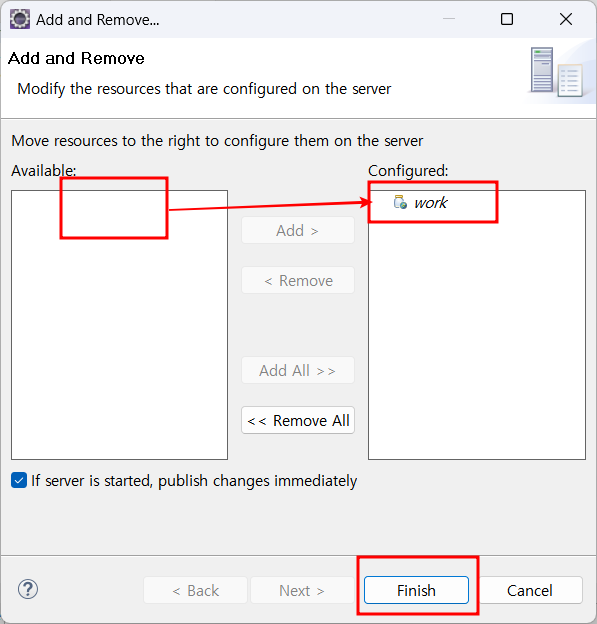 Add and Remove...
Add and Remove
Modify the resources that are configured on the server
Move resources to the right to configure them on the server
Available:
Configured:
work
Add >
< Remove
Add All >>
<< Remove All
If server is started, publish changes immediately
?
< Back
Next >
Finish
Cancel